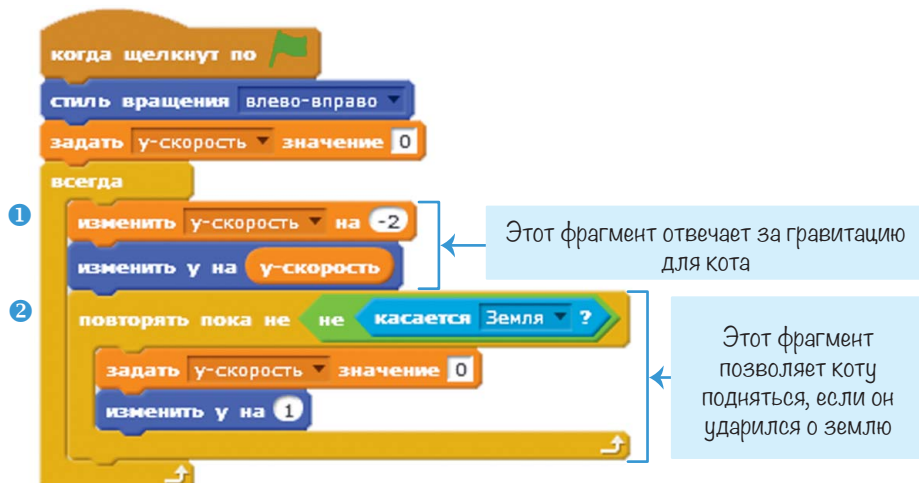 когда щелкнут по
стиль вращения влево-вправо
задать y-скорость значение 0
всегда
1 изменить y-скорость на -2
изменить y на y-скорость
Этот фрагмент отвечает за гравитацию
для кота
2 повторять пока не не касается Земля ?
задать y-скорость значение 0
изменить y на 1
Этот фрагмент
позволяет коту
подняться, если он
ударился о землю